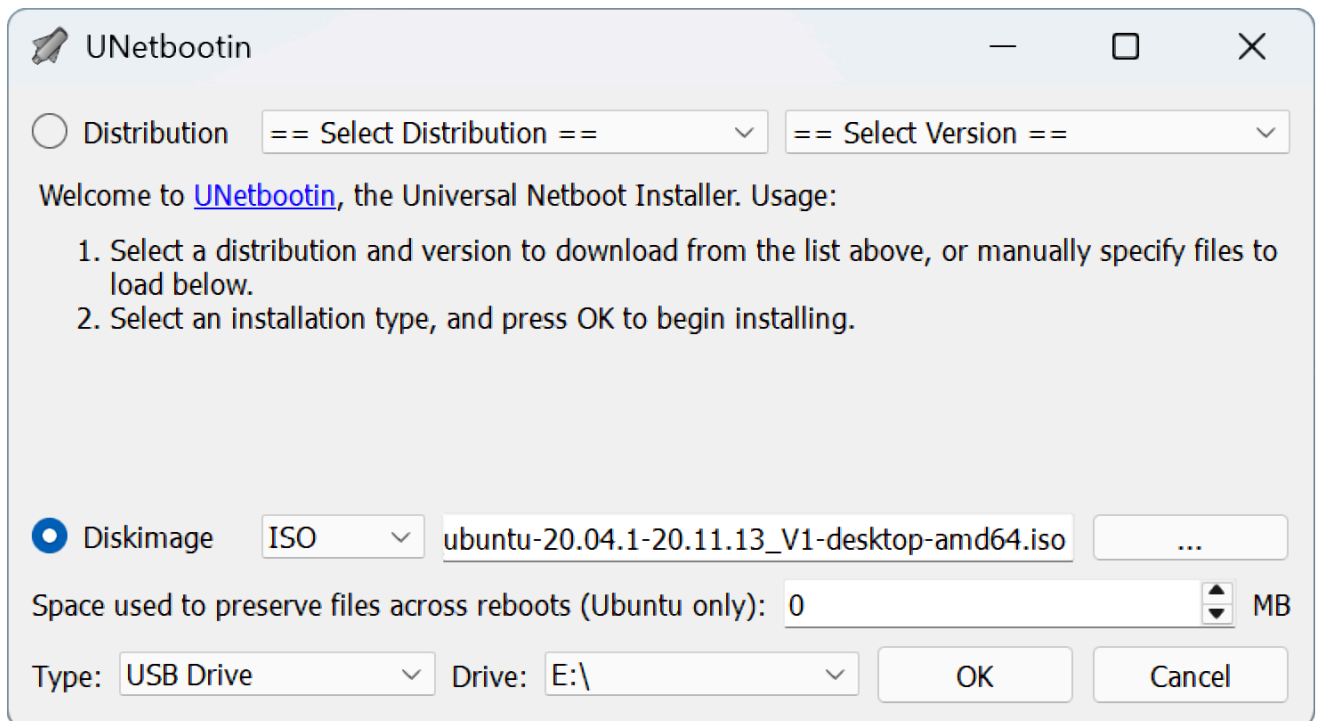 UNetbootin
Distribution == Select Distribution == == Select Version ==
Welcome to UNetbootin, the Universal Netboot Installer. Usage:
1. Select a distribution and version to download from the list above, or manually specify files to
load below.
2. Select an installation type, and press OK to begin installing.
Diskimage ISO ubuntu-20.04.1-20.11.13_V1-desktop-amd64.iso ...
Space used to preserve files across reboots (Ubuntu only): 0 MB
Type: USB Drive Drive: E:\ OK Cancel